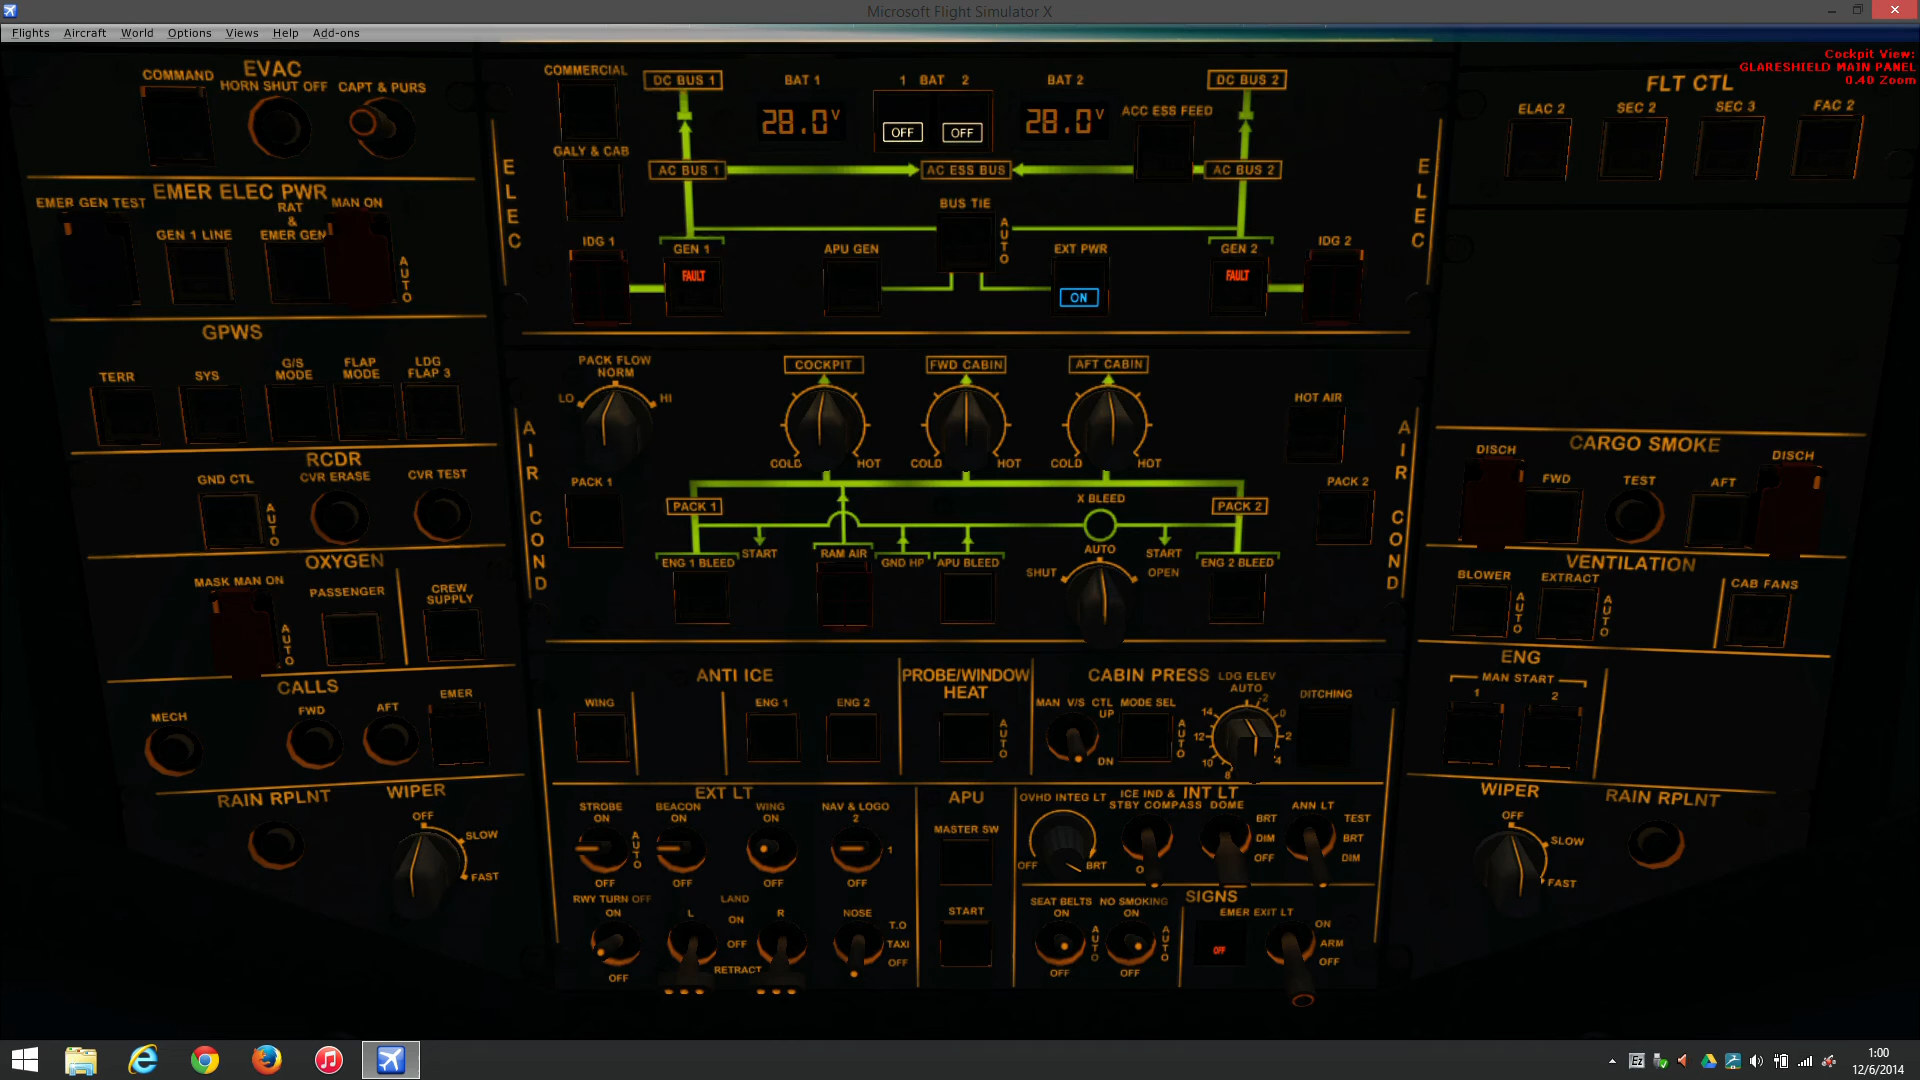 Microsoft Flight Simulator X
Flights Aircraft World Options Views Help Add-ons
Cockpit View:
GLARESHIELD MAIN PANEL
0.40 Zoom
EVAC
COMMAND
HORN SHUT OFF
CAPT & PURS
EMER ELEC PWR
EMER GEN TEST
GEN 1 LINE
RAT
&
EMER GEN
MAN ON
AUTO
GPWS
TERR
SYS
G/S
MODE
FLAP
MODE
LDG
FLAP 3
RCDR
GND CTL
AUTO
CVR ERASE
CVR TEST
OXYGEN
MASK MAN ON
AUTO
PASSENGER
CREW
SUPPLY
CALLS
MECH
FWD
AFT
EMER
RAIN RPLNT
WIPER
OFF
SLOW
FAST
ELEC
COMMERCIAL
GALY & CAB
DC BUS 1
BAT 1
28.0V
1 BAT 2
OFF
OFF
BAT 2
28.0V
DC BUS 2
ACC ESS FEED
AC BUS 1
AC ESS BUS
AC BUS 2
BUS TIE
AUTO
IDG 1
GEN 1
FAULT
APU GEN
EXT PWR
ON
GEN 2
FAULT
IDG 2
ELEC
AIR COND
PACK FLOW
NORM
LO
HI
COCKPIT
COLD
HOT
FWD CABIN
COLD
HOT
AFT CABIN
COLD
HOT
HOT AIR
PACK 1
PACK 1
X BLEED
PACK 2
PACK 2
ENG 1 BLEED
START
RAM AIR
GND HP
APU BLEED
AUTO
SHUT
OPEN
START
ENG 2 BLEED
AIR COND
ANTI ICE
WING
ENG 1
ENG 2
PROBE/WINDOW
HEAT
AUTO
CABIN PRESS
MAN V/S CTL
UP
DN
MODE SEL
AUTO
LDG ELEV
AUTO
-2
0
2
4
8
10
12
14
DITCHING
EXT LT
STROBE
ON
AUTO
OFF
BEACON
ON
OFF
WING
ON
OFF
NAV & LOGO
2
1
OFF
RWY TURN OFF
ON
OFF
LAND
L
ON
OFF
RETRACT
R
NOSE
T.O
TAXI
OFF
APU
MASTER SW
START
INT LT
OVHD INTEG LT
OFF
BRT
ICE IND &
STBY COMPASS
O
DOME
BRT
DIM
OFF
ANN LT
TEST
BRT
DIM
SIGNS
SEAT BELTS
ON
AUTO
OFF
NO SMOKING
ON
AUTO
OFF
EMER EXIT LT
OFF
ON
ARM
OFF
FLT CTL
ELAC 2
SEC 2
SEC 3
FAC 2
CARGO SMOKE
DISCH
FWD
TEST
AFT
DISCH
VENTILATION
BLOWER
AUTO
EXTRACT
AUTO
CAB FANS
ENG
MAN START
1
2
WIPER
OFF
SLOW
FAST
RAIN RPLNT
1:00
12/6/2014